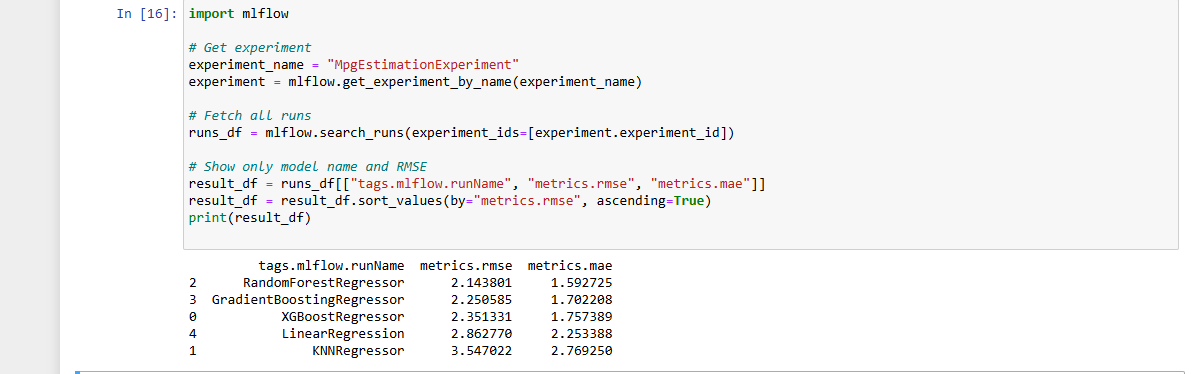 In [16]: import mlflow
# Get experiment
experiment_name = "MpgEstimationExperiment"
experiment = mlflow.get_experiment_by_name(experiment_name)
# Fetch all runs
runs_df = mlflow.search_runs(experiment_ids=[experiment.experiment_id])
# Show only model name and RMSE
result_df = runs_df[["tags.mlflow.runName", "metrics.rmse", "metrics.mae"]]
result_df = result_df.sort_values(by="metrics.rmse", ascending=True)
print(result_df)
tags.mlflow.runName metrics.rmse metrics.mae
2 RandomForestRegressor 2.143801 1.592725
3 GradientBoostingRegressor 2.250585 1.702208
0 XGBoostRegressor 2.351331 1.757389
4 LinearRegression 2.862770 2.253388
1 KNNRegressor 3.547022 2.769250